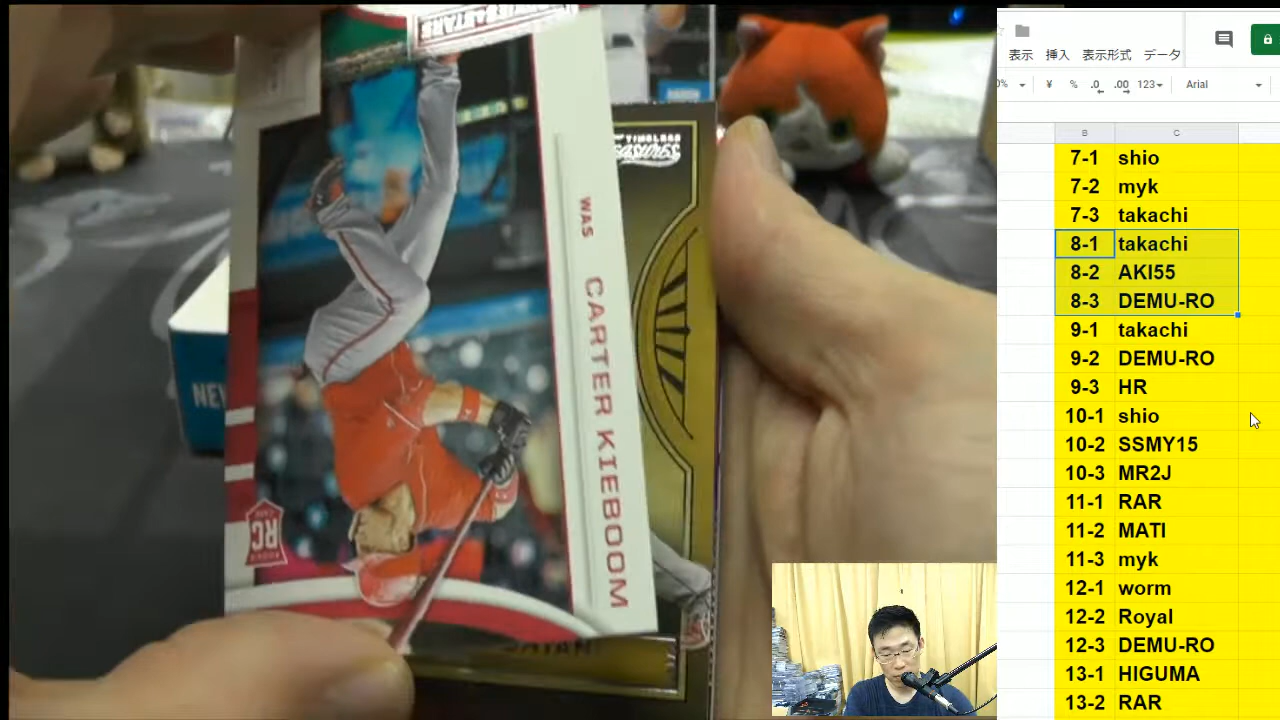 & STARS
TIMELESS
Treasures
WAS
CARTER KIEBOOM
RC
NEV
表示 挿入 表示形式 データ
0% ¥ % .0 .00 123 Arial
B C
7-1 shio
7-2 myk
7-3 takachi
8-1 takachi
8-2 AKI55
8-3 DEMU-RO
9-1 takachi
9-2 DEMU-RO
9-3 HR
10-1 shio
10-2 SSMY15
10-3 MR2J
11-1 RAR
11-2 MATI
11-3 myk
12-1 worm
12-2 Royal
12-3 DEMU-RO
13-1 HIGUMA
13-2 RAR